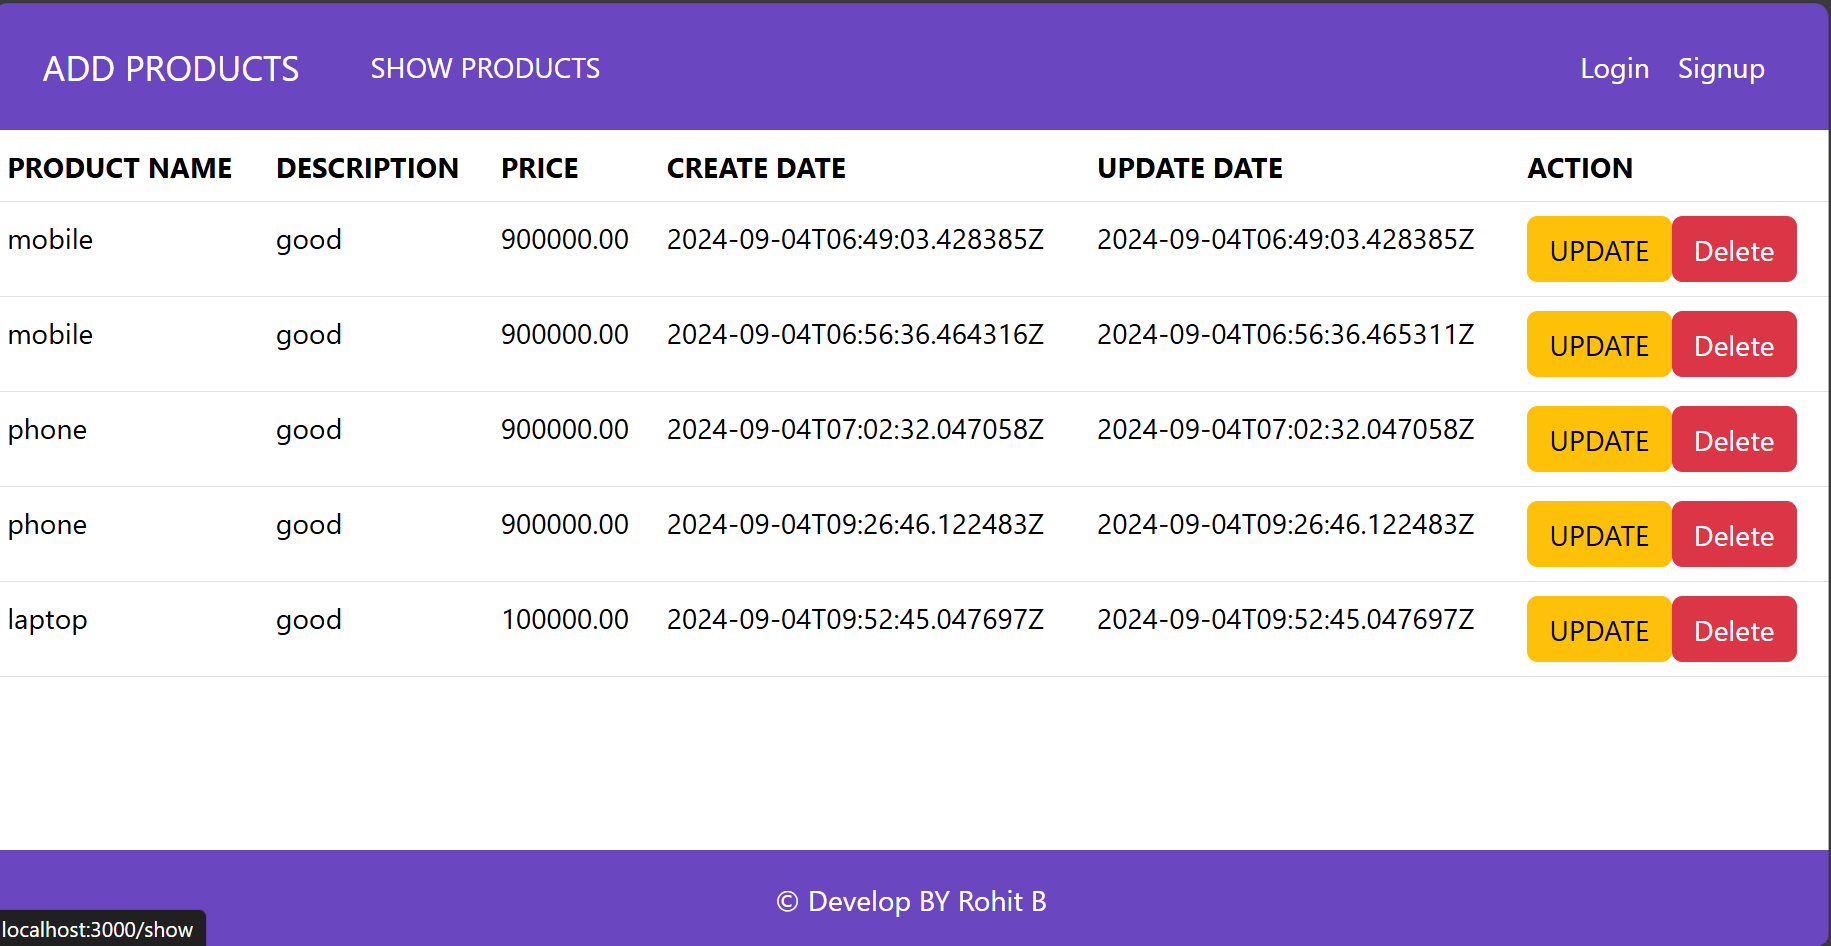 ADD PRODUCTS SHOW PRODUCTS Login Signup
PRODUCT NAME DESCRIPTION PRICE CREATE DATE UPDATE DATE ACTION
mobile good 900000.00 2024-09-04T06:49:03.428385Z 2024-09-04T06:49:03.428385Z UPDATE Delete
mobile good 900000.00 2024-09-04T06:56:36.464316Z 2024-09-04T06:56:36.465311Z UPDATE Delete
phone good 900000.00 2024-09-04T07:02:32.047058Z 2024-09-04T07:02:32.047058Z UPDATE Delete
phone good 900000.00 2024-09-04T09:26:46.122483Z 2024-09-04T09:26:46.122483Z UPDATE Delete
laptop good 100000.00 2024-09-04T09:52:45.047697Z 2024-09-04T09:52:45.047697Z UPDATE Delete
© Develop BY Rohit B
localhost:3000/show